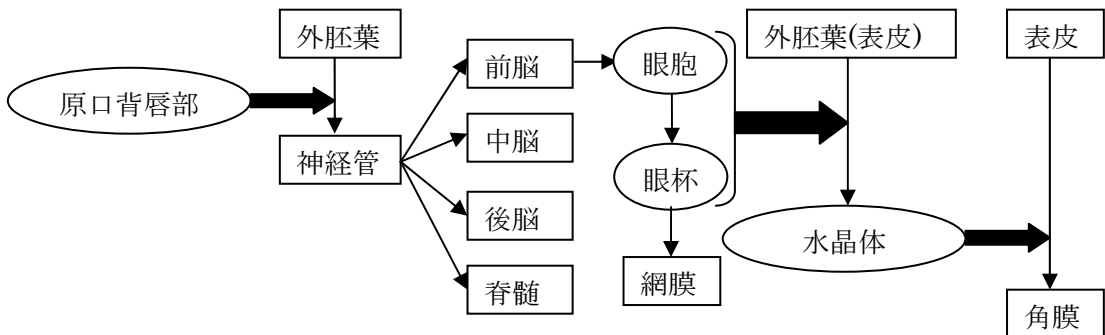 外胚葉
原口背唇部
神経管
前脳
中脳
後脳
脊髄
眼胞
眼杯
網膜
外胚葉(表皮)
水晶体
表皮
角膜